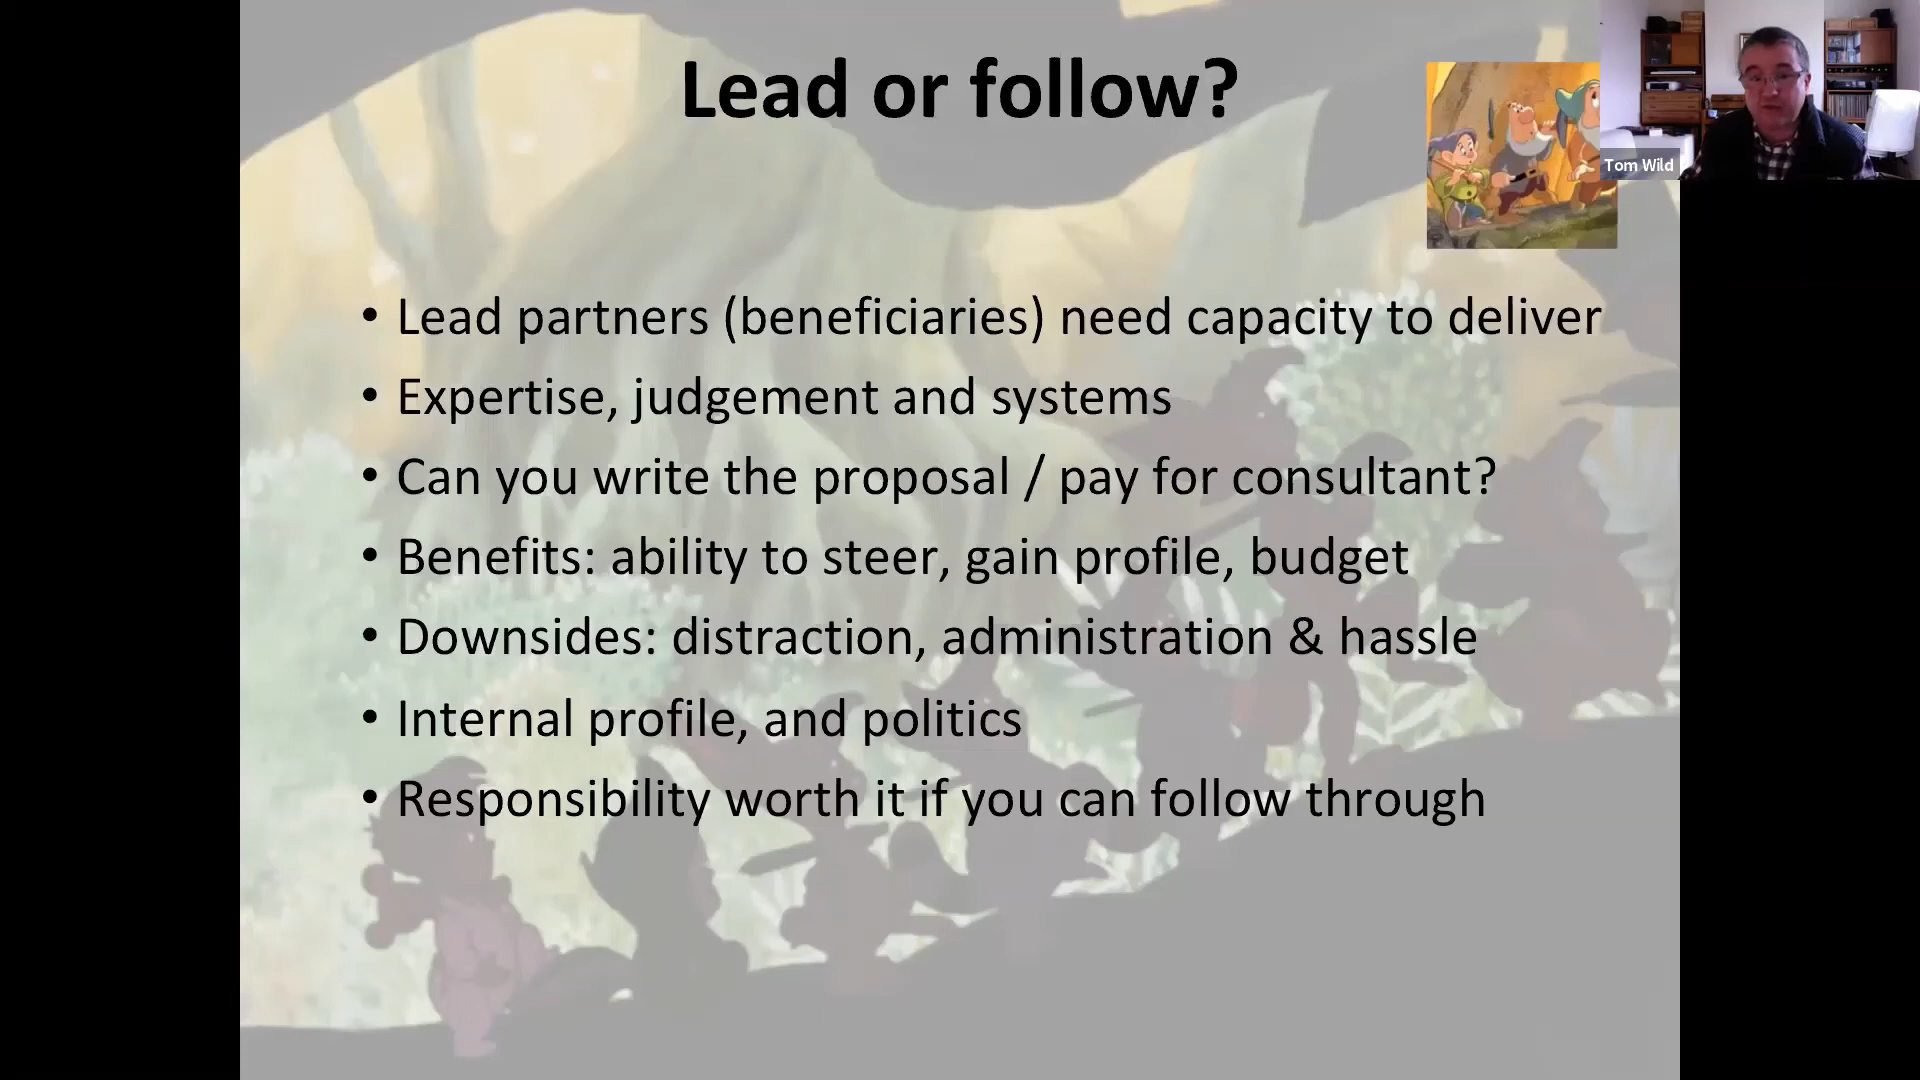 Lead or follow?
Tom Wild
• Lead partners (beneficiaries) need capacity to deliver
• Expertise, judgement and systems
• Can you write the proposal / pay for consultant?
• Benefits: ability to steer, gain profile, budget
• Downsides: distraction, administration & hassle
• Internal profile, and politics
• Responsibility worth it if you can follow through